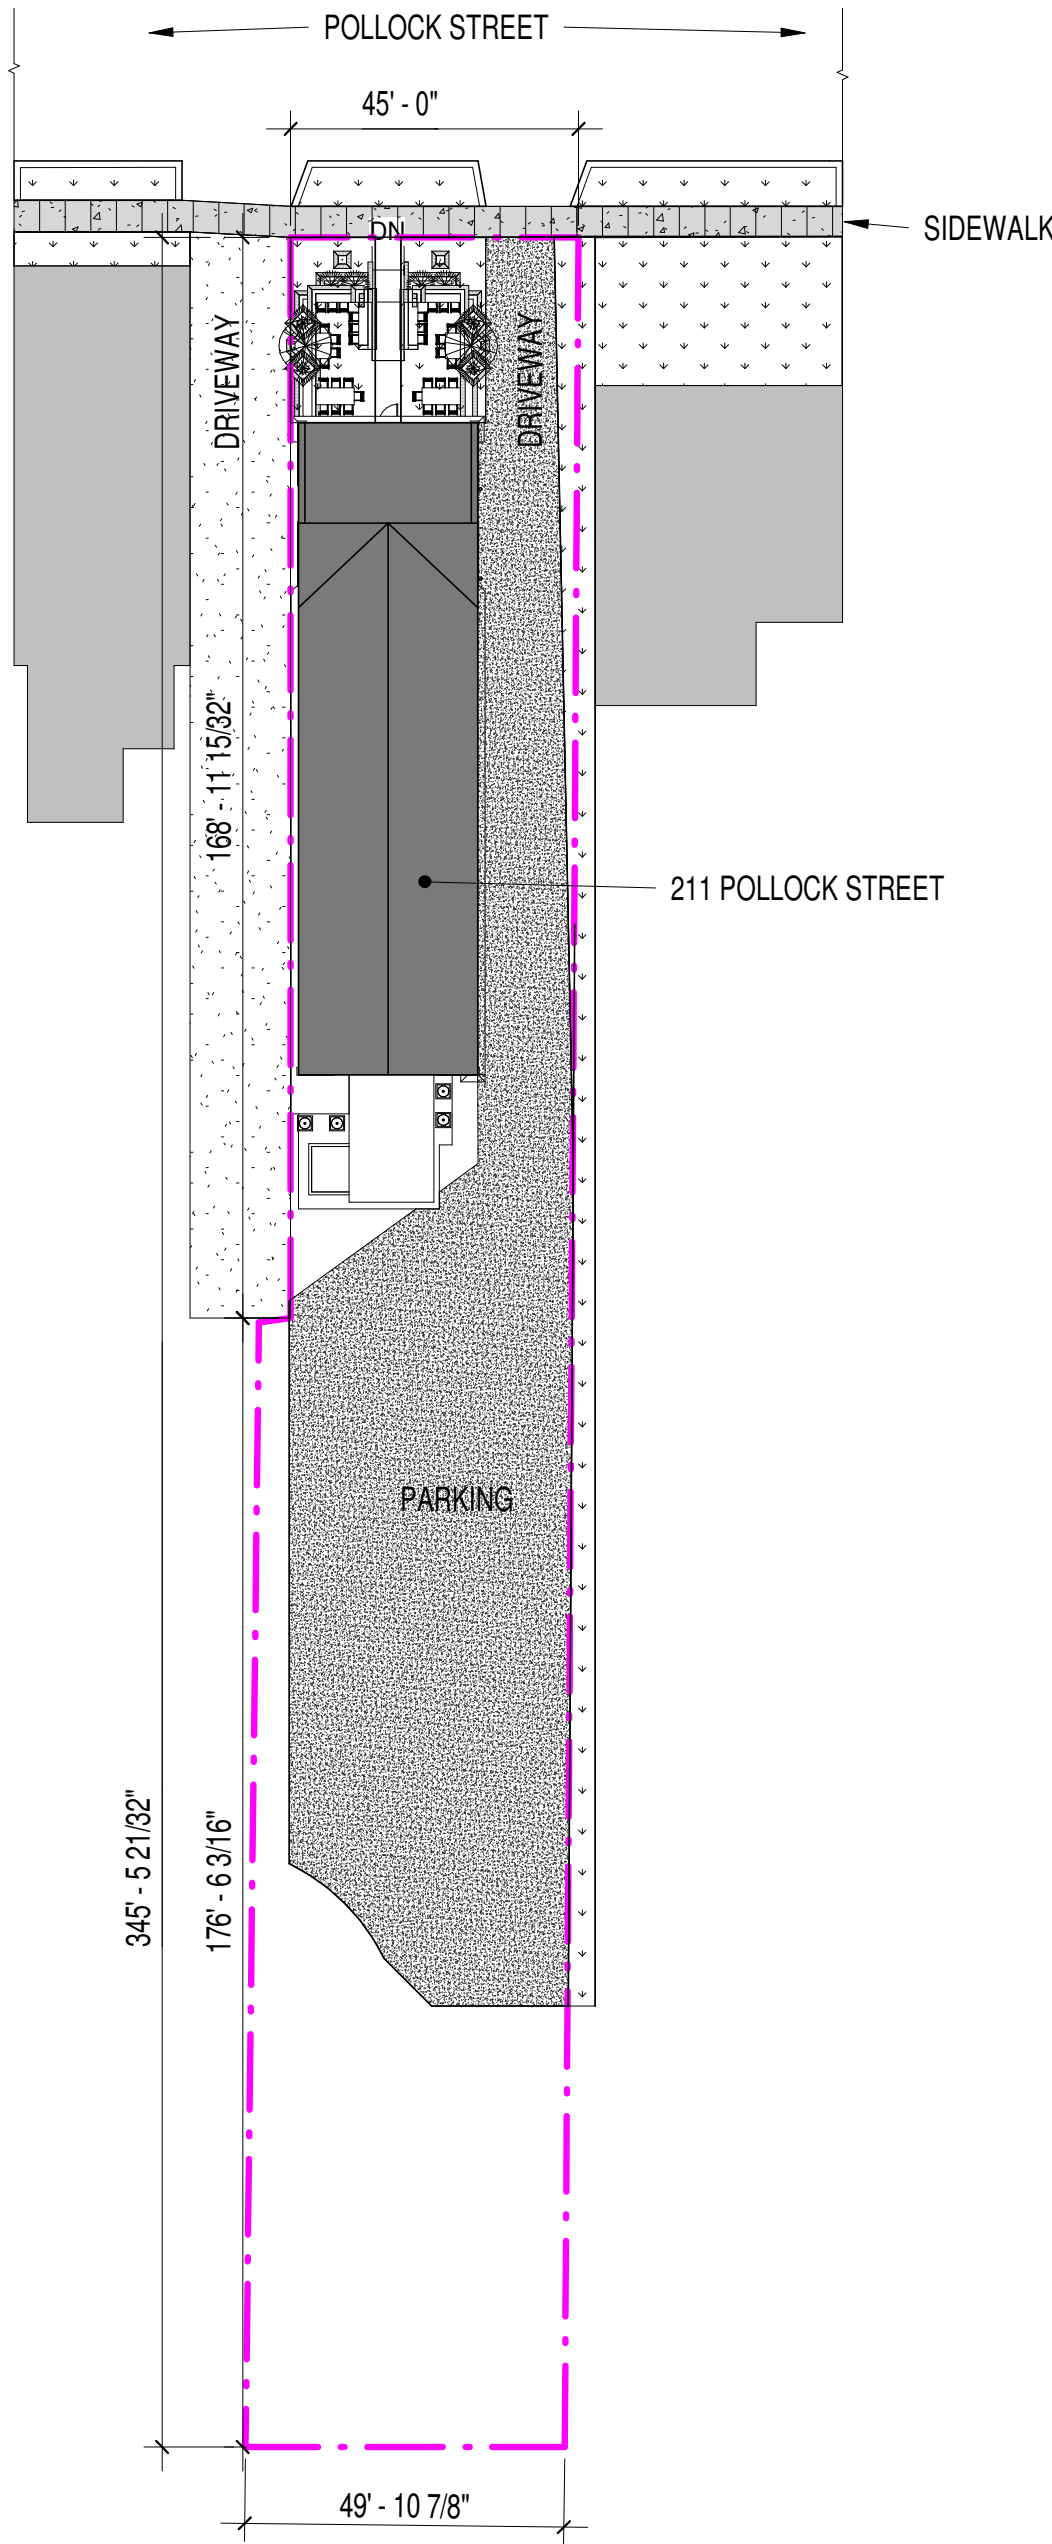 POLLOCK STREET
45' - 0"
SIDEWALK
DN
DRIVEWAY
DRIVEWAY
168' - 11 15/32"
211 POLLOCK STREET
PARKING
345' - 5 21/32"
176' - 6 3/16"
49' - 10 7/8"